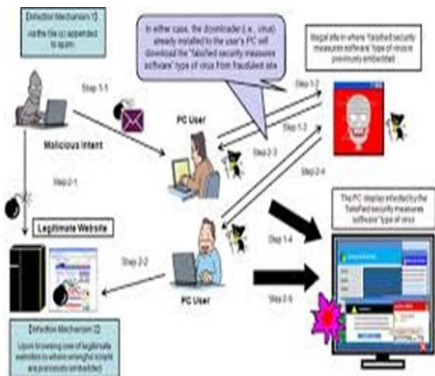 【Infection Mechanism 1】
via the file(s) appended
to spam
In either case, the downloader (i.e., virus)
already installed to the user's PC will
download the "falsified security measures
software" type of virus from fraudulent site
Illegal site in where "falsified security
measures software" type of virus is
previously embedded
Step 1-1
PC User
Step 1-2
Step 1-3
Step 2-3
Step 2-4
Malicious Intent
Step 2-1
The PC display infected by the
"falsified security measures
software" type of virus
Legitimate Website
Step 1-4
Step 2-2
Step 2-5
PC User
【Infection Mechanism 2】
Upon browsing one of legitimate
websites in where wrongful scripts
are previously embedded